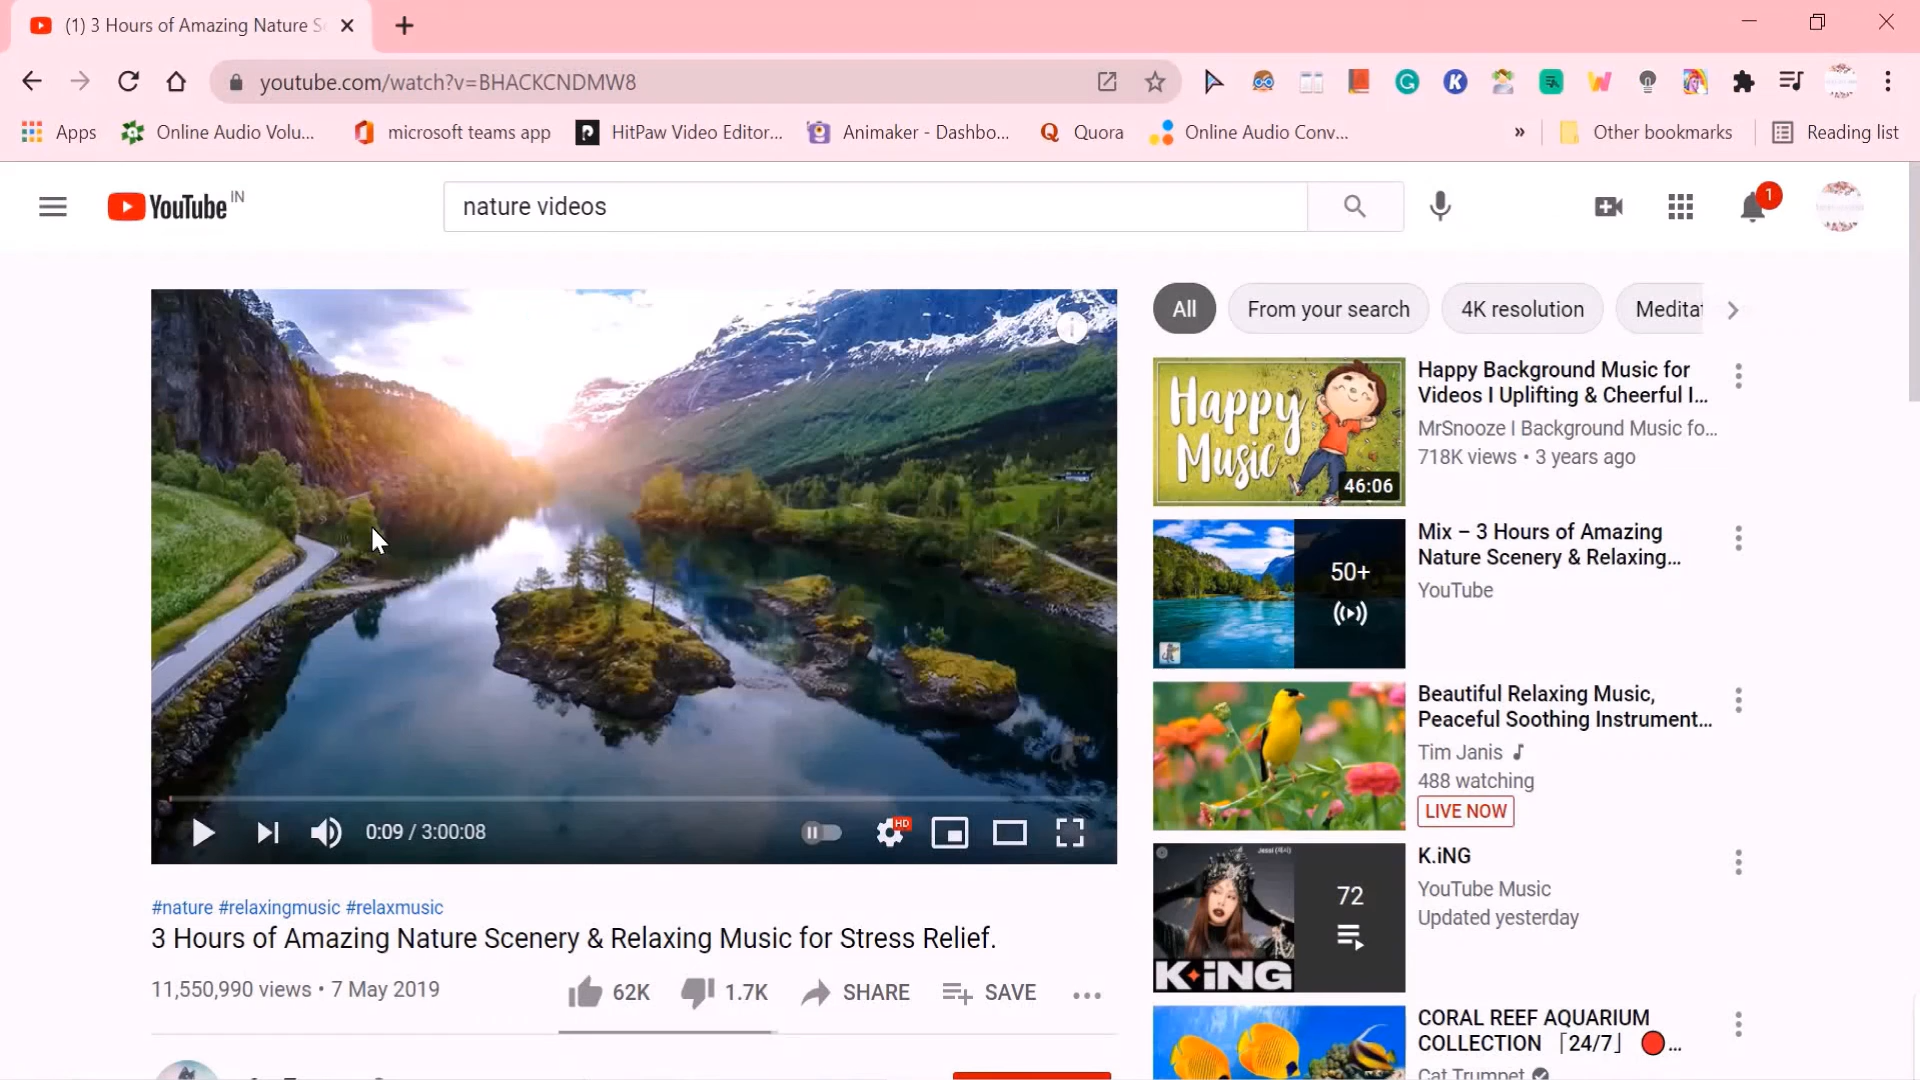 (1) 3 Hours of Amazing Nature S
youtube.com/watch?v=BHACKCNDMW8
Apps
Online Audio Volu...
microsoft teams app
HitPaw Video Editor...
Animaker - Dashbo...
Quora
Online Audio Conv...
»
Other bookmarks
Reading list
YouTube IN
nature videos
1
All
From your search
4K resolution
Meditat
Happy Music
46:06
Happy Background Music for
Videos I Uplifting & Cheerful I...
MrSnooze I Background Music fo...
718K views • 3 years ago
50+
Mix – 3 Hours of Amazing
Nature Scenery & Relaxing...
YouTube
Beautiful Relaxing Music,
Peaceful Soothing Instrument...
Tim Janis
488 watching
LIVE NOW
K·iNG
72
K.iNG
YouTube Music
Updated yesterday
CORAL REEF AQUARIUM
COLLECTION 「24/7」 ...
Cat Trumpet
0:09 / 3:00:08
HD
#nature #relaxingmusic #relaxmusic
3 Hours of Amazing Nature Scenery & Relaxing Music for Stress Relief.
11,550,990 views • 7 May 2019
62K
1.7K
SHARE
SAVE
...